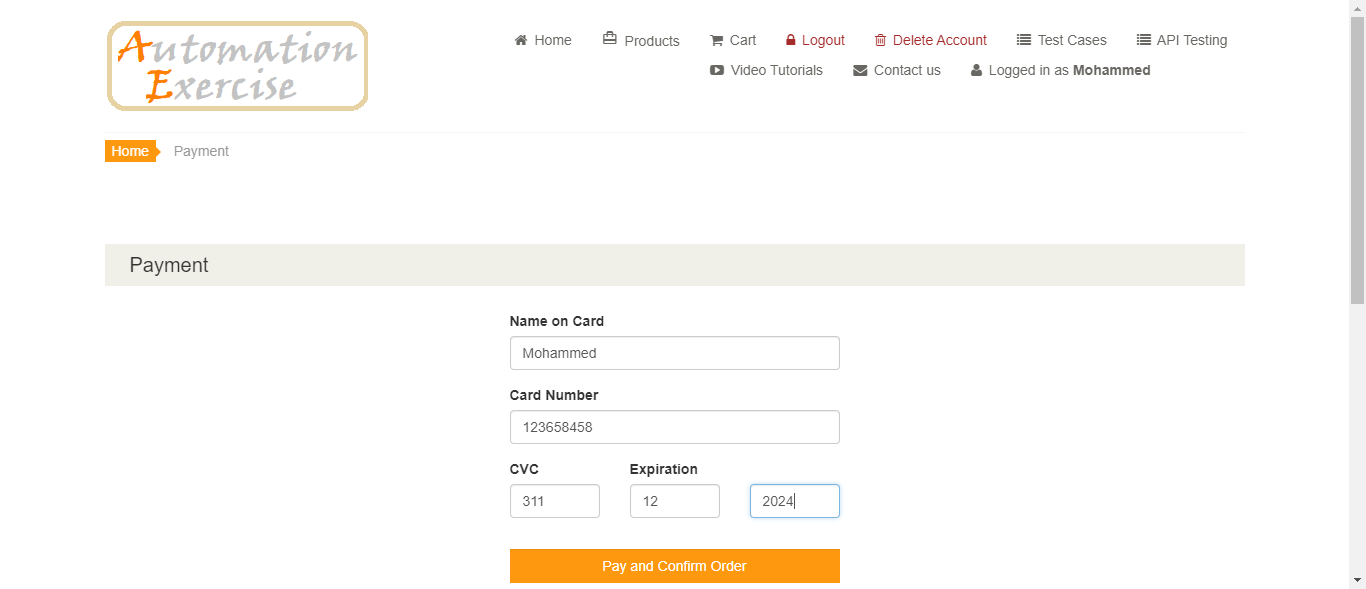 Automation
Exercise
Home Products Cart Logout Delete Account Test Cases API Testing
Video Tutorials Contact us Logged in as Mohammed
Home Payment
Payment
Name on Card
Mohammed
Card Number
123658458
CVC Expiration
311 12 2024
Pay and Confirm Order